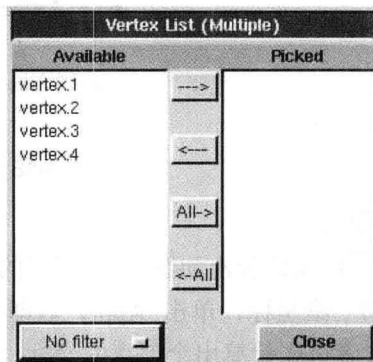 Vertex List (Multiple)
Available Picked
vertex.1
vertex.2
vertex.3
vertex.4
--->
<---
All->
<-All
No filter
Close